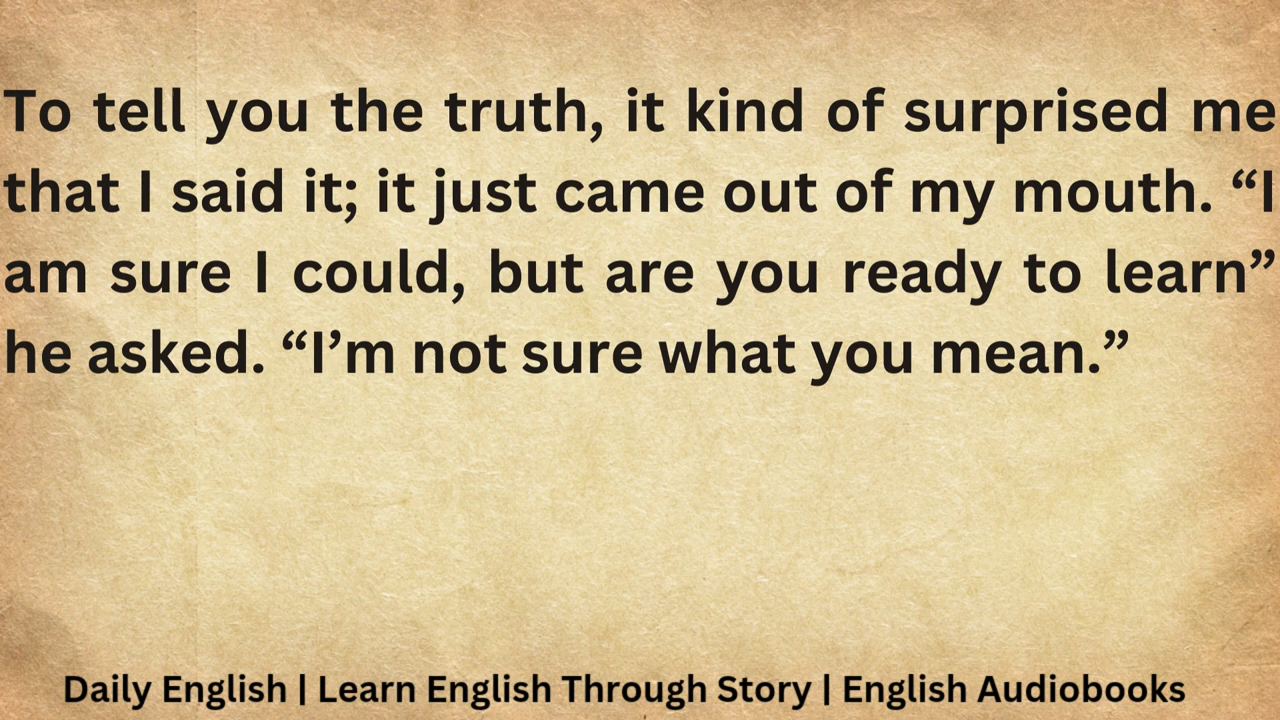 To tell you the truth, it kind of surprised me
that I said it; it just came out of my mouth. “I
am sure I could, but are you ready to learn”
he asked. “I’m not sure what you mean.”
Daily English | Learn English Through Story | English Audiobooks